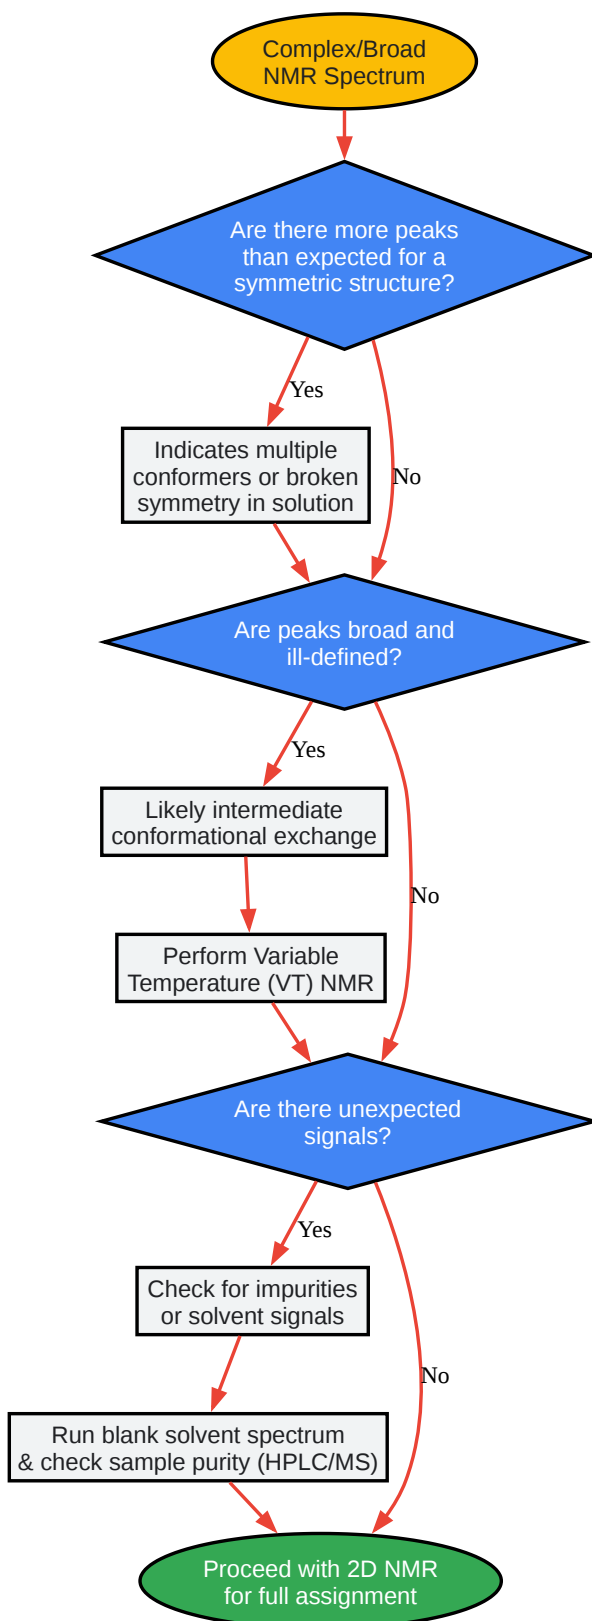 Complex/Broad
NMR Spectrum
Are there more peaks
than expected for a
symmetric structure?
Yes
Indicates multiple
conformers or broken
symmetry in solution
No
Are peaks broad and
ill-defined?
Yes
Likely intermediate
conformational exchange
No
Perform Variable
Temperature (VT) NMR
Are there unexpected
signals?
Yes
Check for impurities
or solvent signals
No
Run blank solvent spectrum
& check sample purity (HPLC/MS)
Proceed with 2D NMR
for full assignment